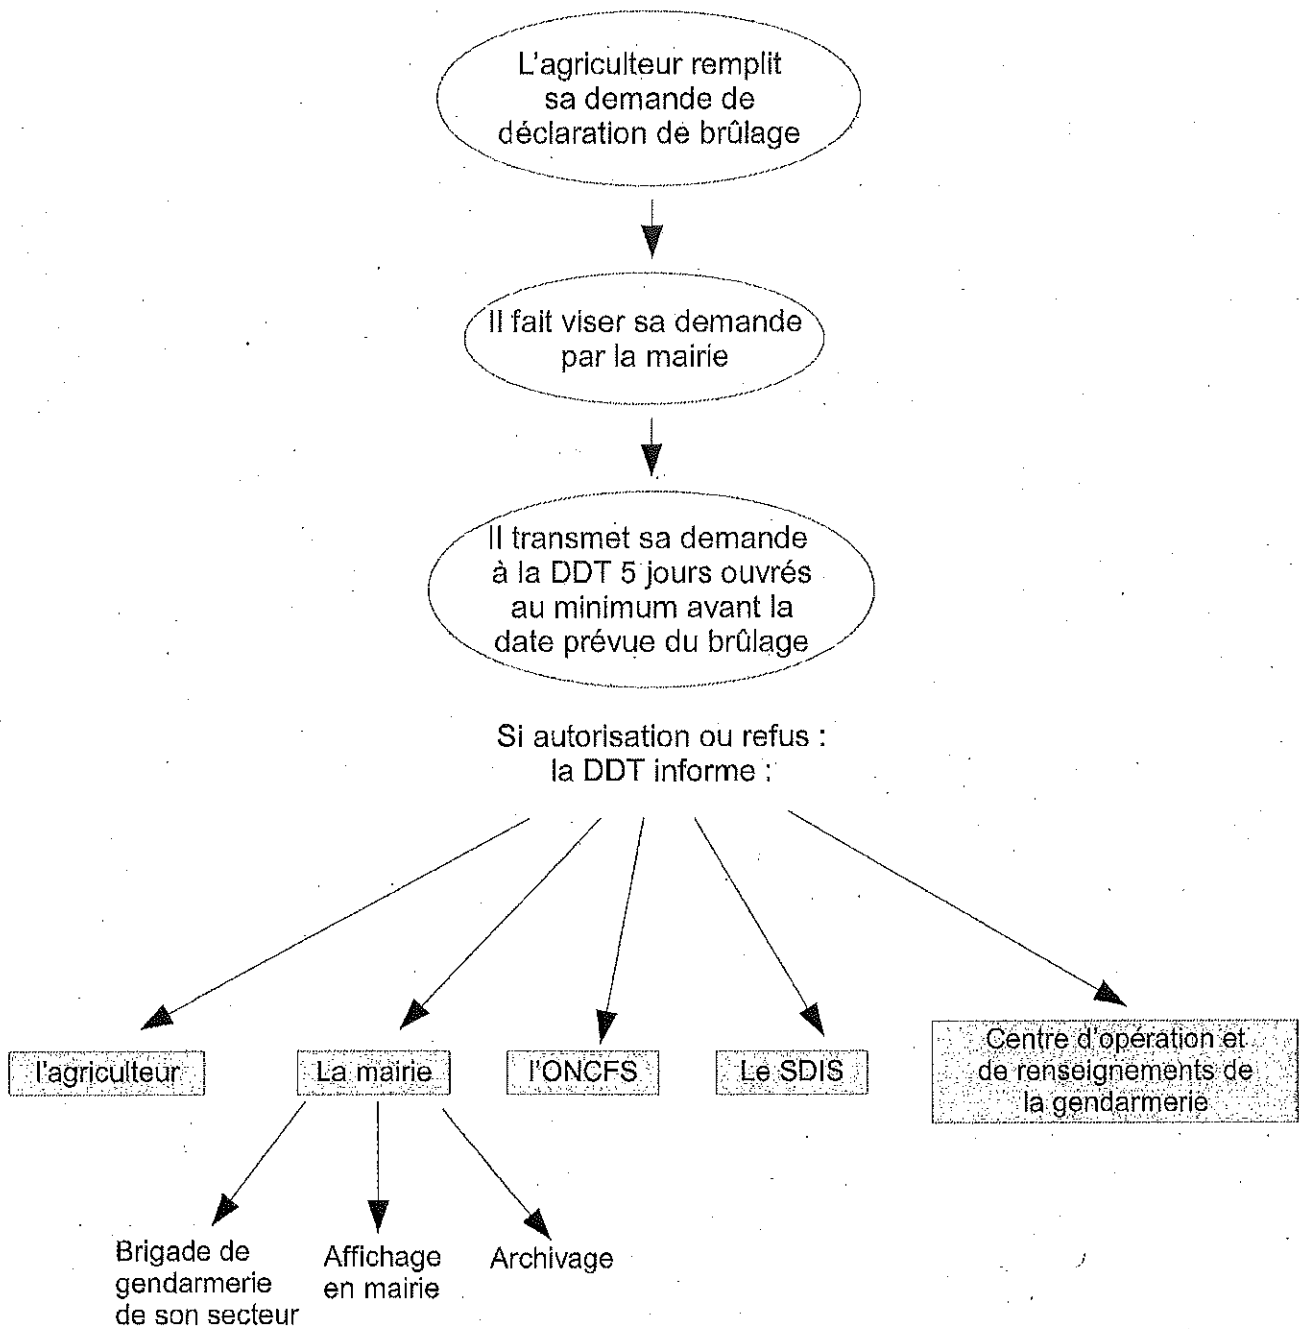 L'agriculteur remplit
sa demande de
déclaration de brûlage
Il fait viser sa demande
par la mairie
Il transmet sa demande
à la DDT 5 jours ouvrés
au minimum avant la
date prévue du brûlage
Si autorisation ou refus :
la DDT informe :
l'agriculteur
La mairie
l'ONCFS
Le SDIS
Centre d'opération et
de renseignements de
la gendarmerie
Brigade de
gendarmerie
de son secteur
Affichage
en mairie
Archivage